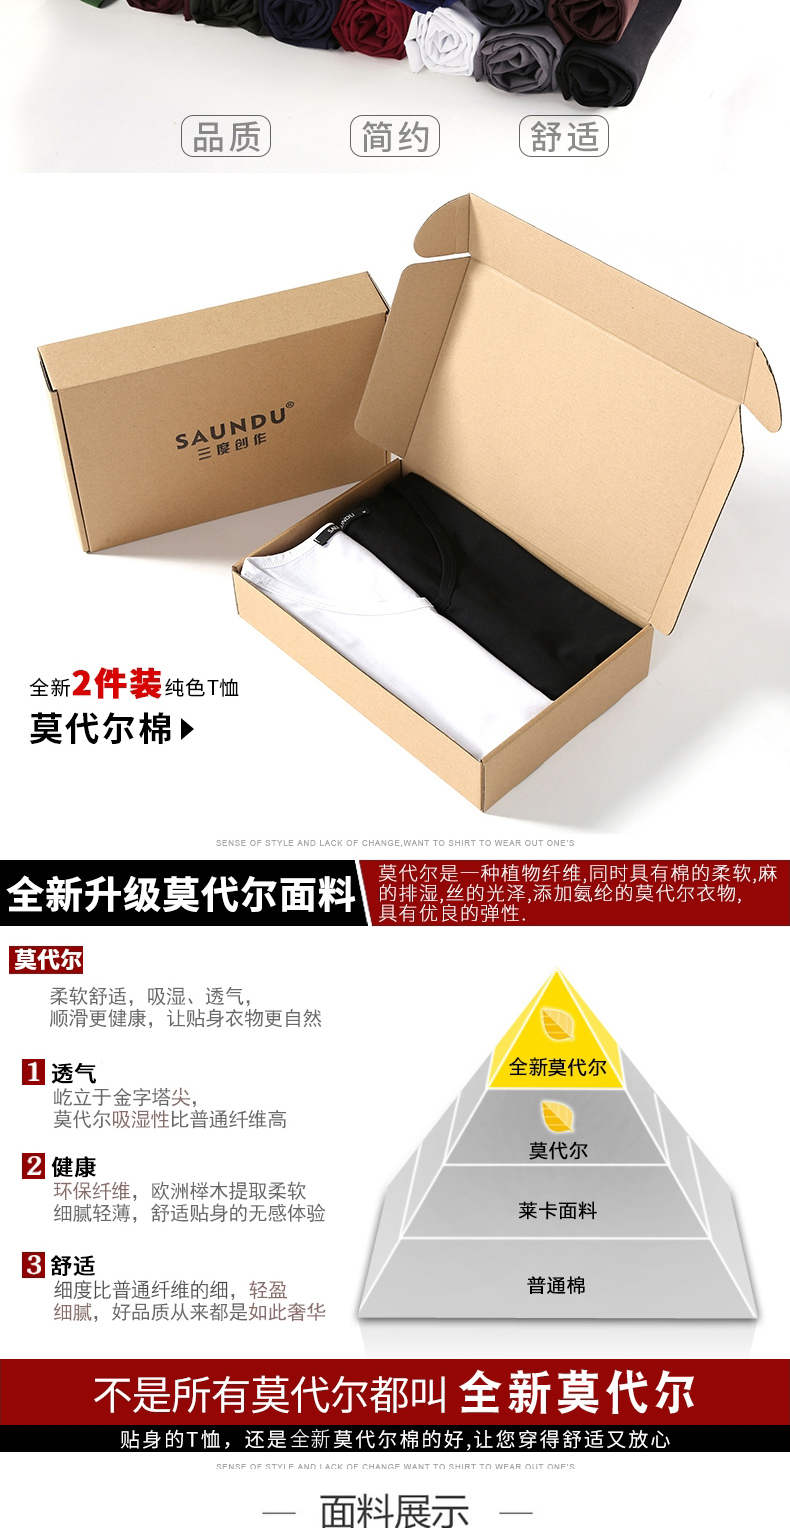 品质
简约
舒适
SAUNDU®
三度创作
SAUNDU
全新2件装纯色T恤
莫代尔棉
SENSE OF STYLE AND LACK OF CHANGE,WANT TO SHIRT TO WEAR OUT ONE'S
全新升级莫代尔面料
莫代尔是一种植物纤维,同时具有棉的柔软,麻
的排湿,丝的光泽,添加氨纶的莫代尔衣物,
具有优良的弹性.
莫代尔
柔软舒适，吸湿、透气，
顺滑更健康，让贴身衣物更自然
1 透气
屹立于金字塔尖，
莫代尔吸湿性比普通纤维高
2 健康
环保纤维，欧洲榉木提取柔软
细腻轻薄，舒适贴身的无感体验
3 舒适
细度比普通纤维的细，轻盈
细腻，好品质从来都是如此奢华
全新莫代尔
莫代尔
莱卡面料
普通棉
不是所有莫代尔都叫 全新莫代尔
贴身的T恤，还是全新莫代尔棉的好,让您穿得舒适又放心
SENSE OF STYLE AND LACK OF CHANGE,WANT TO SHIRT TO WEAR OUT ONE'S
— 面料展示 —